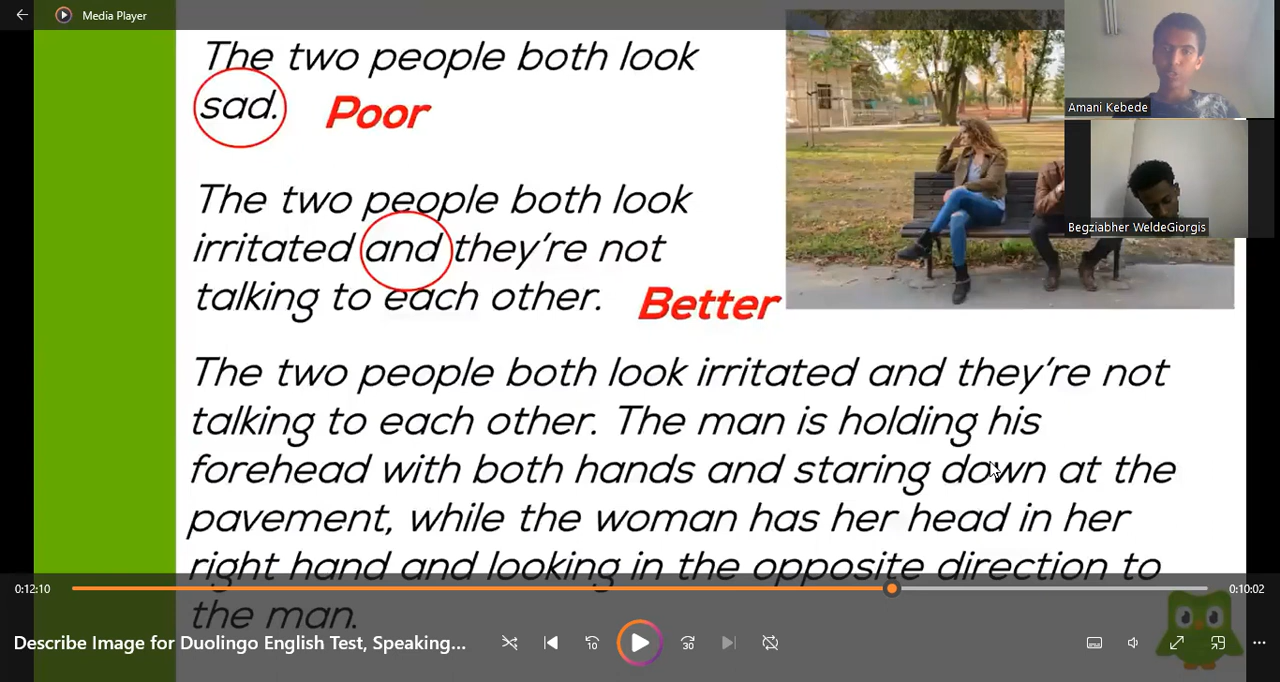 Media Player
The two people both look
sad. Poor
Amani Kebede
The two people both look
Begziabher WeldeGiorgis
irritated and they're not
talking to each other. Better
The two people both look irritated and they're not
talking to each other. The man is holding his
forehead with both hands and staring down at the
pavement, while the woman has her head in her
right hand and looking in the opposite direction to
0:12:10
0:10:02
the man.
Describe Image for Duolingo English Test, Speaking...
10
30